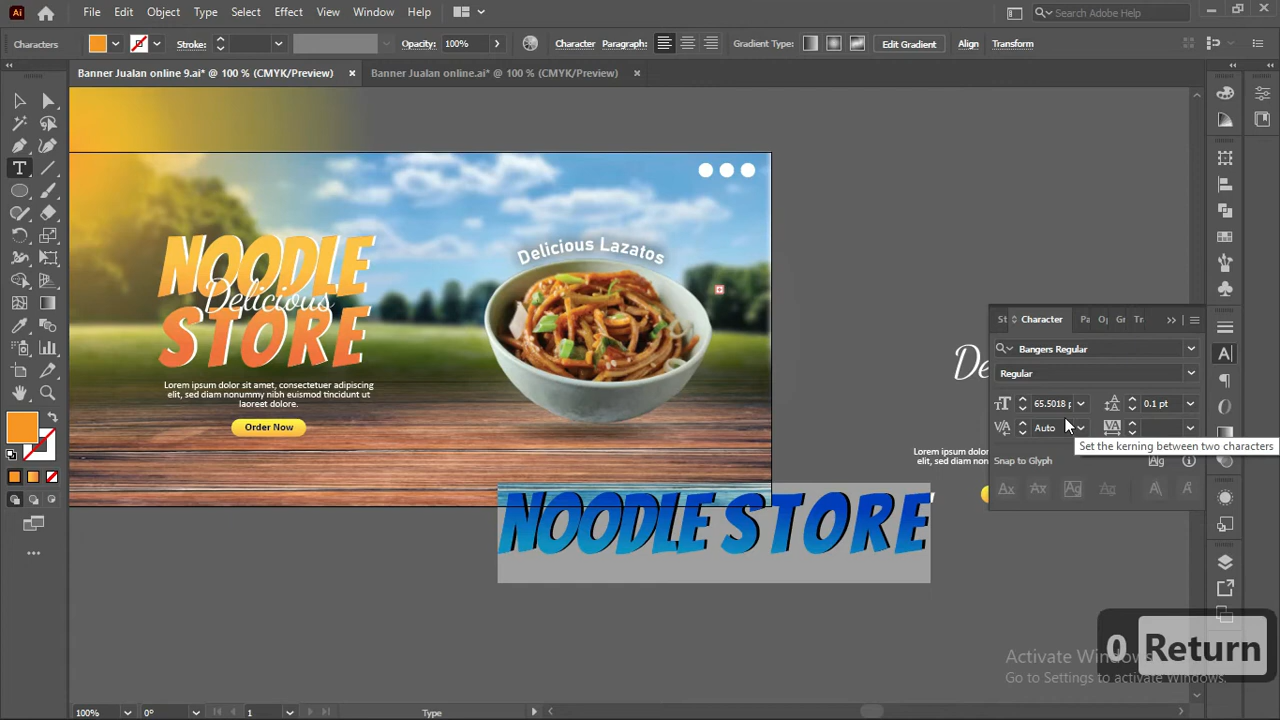 Ai
File Edit Object Type Select Effect View Window Help
Search Adobe Help
Characters
Stroke:
Opacity: 100%
Character
Paragraph:
Gradient Type:
Edit Gradient
Align
Transform
Banner Jualan online 9.ai* @ 100 % (CMYK/Preview)
Banner Jualan online.ai* @ 100 % (CMYK/Preview)
NOODLE
Delicious
STORE
Lorem ipsum dolor sit amet, consectetuer adipiscing
elit, sed diam nonummy nibh euismod tincidunt ut
laoreet dolore.
Order Now
Delicious Lazatos
St
Character
Regular
Bangers Regular
65.5018 p
0.1 pt
Auto
Set the kerning between two characters
Snap to Glyph
Lorem ipsum do
elit, sed diam no
NOODLE STORE
0 Return
Activate Windows
Go to Settings to activate Windows.
100%
0°
1
Type